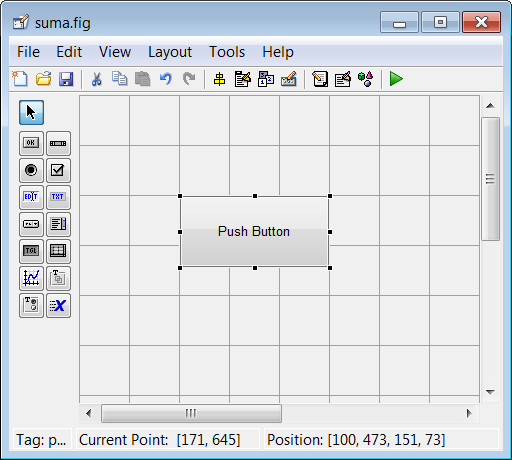 suma.fig
File Edit View Layout Tools Help
OK
EDIT TXT
TGL
T
T
X
Push Button
Tag: p... Current Point: [171, 645] Position: [100, 473, 151, 73]